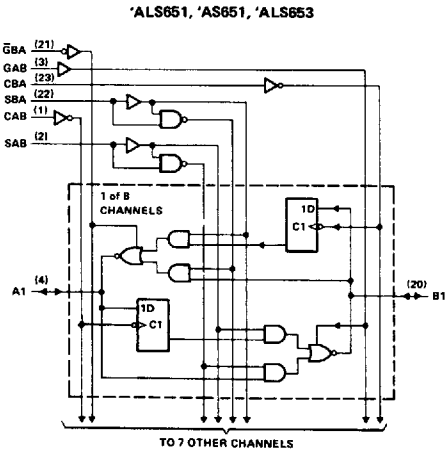 'ALS651, 'AS651, 'ALS653
G̅BA (21)
GAB (3)
CBA (23)
SBA (22)
CAB (1)
SAB (2)
1 of 8
CHANNELS
1D
C1
A1 (4)
(20) B1
1D
C1
TO 7 OTHER CHANNELS